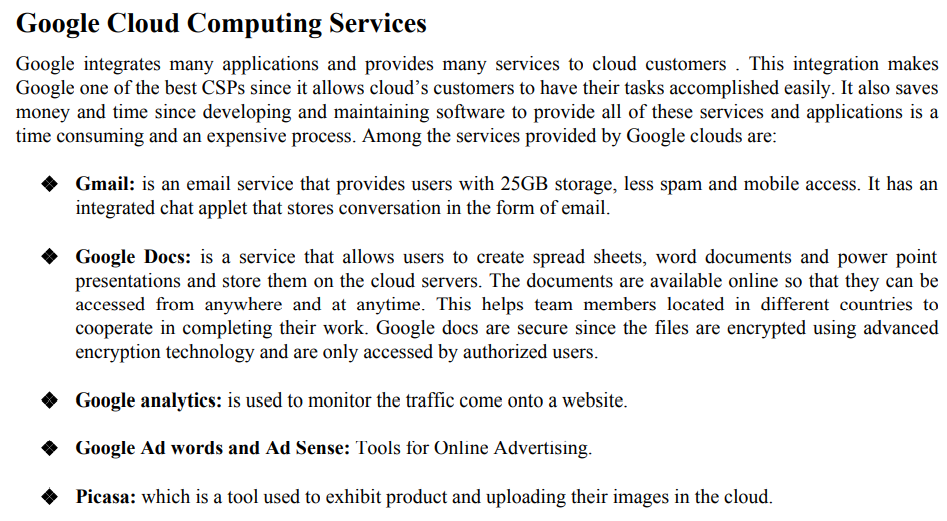 Google Cloud Computing Services
Google integrates many applications and provides many services to cloud customers . This integration makes
Google one of the best CSPs since it allows cloud’s customers to have their tasks accomplished easily. It also saves
money and time since developing and maintaining software to provide all of these services and applications is a
time consuming and an expensive process. Among the services provided by Google clouds are:
❖ Gmail: is an email service that provides users with 25GB storage, less spam and mobile access. It has an
integrated chat applet that stores conversation in the form of email.
❖ Google Docs: is a service that allows users to create spread sheets, word documents and power point
presentations and store them on the cloud servers. The documents are available online so that they can be
accessed from anywhere and at anytime. This helps team members located in different countries to
cooperate in completing their work. Google docs are secure since the files are encrypted using advanced
encryption technology and are only accessed by authorized users.
❖ Google analytics: is used to monitor the traffic come onto a website.
❖ Google Ad words and Ad Sense: Tools for Online Advertising.
❖ Picasa: which is a tool used to exhibit product and uploading their images in the cloud.